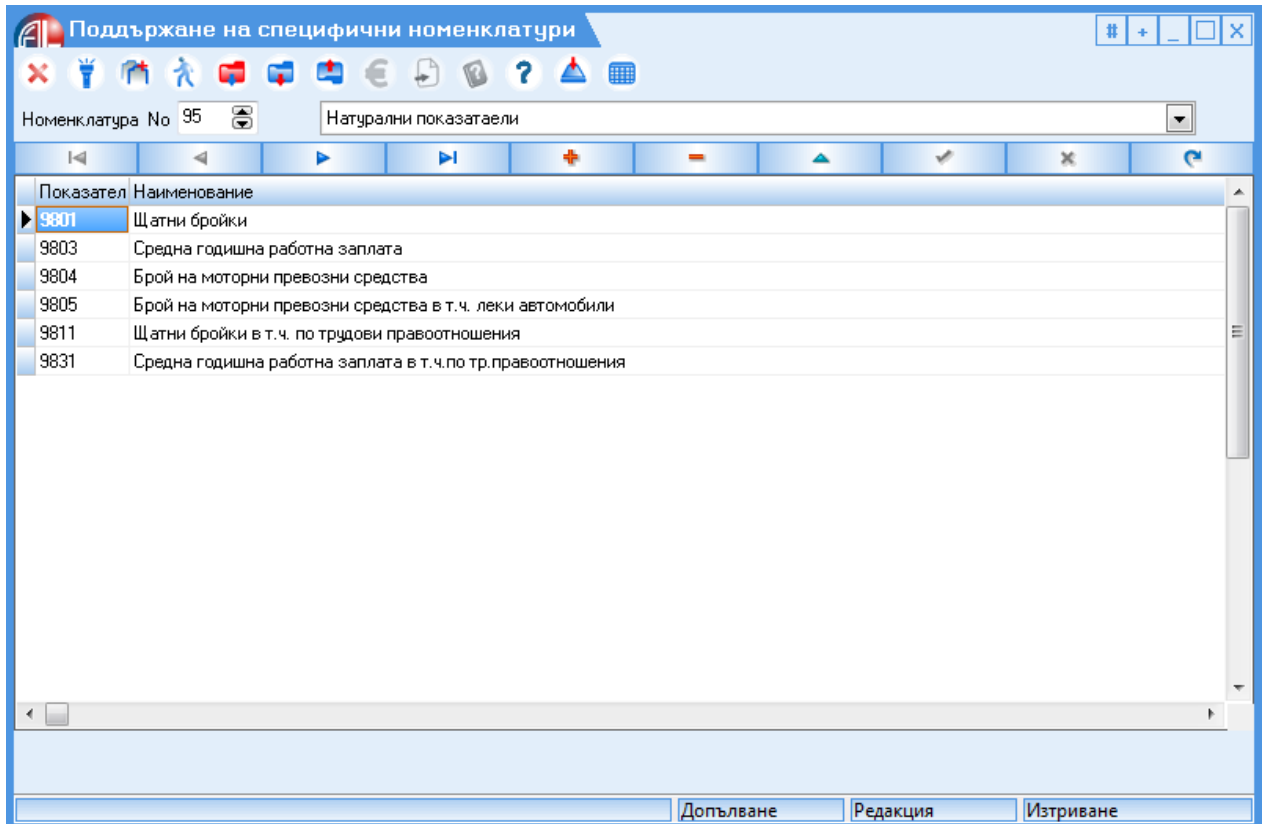 Поддържане на специфични номенклатури
Номенклатура No 95 Натурални показатаели
Показател Наименование
9801 Щатни бройки
9803 Средна годишна работна заплата
9804 Брой на моторни превозни средства
9805 Брой на моторни превозни средства в т.ч. леки автомобили
9811 Щатни бройки в т.ч. по трудови правоотношения
9831 Средна годишна работна заплата в т.ч.по тр.правоотношения
Допълване Редакция Изтриване